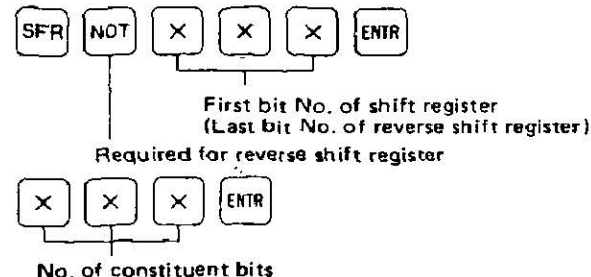 SFR NOT × × × ENTR
First bit No. of shift register
(Last bit No. of reverse shift register)
Required for reverse shift register
× × × ENTR
No. of constituent bits